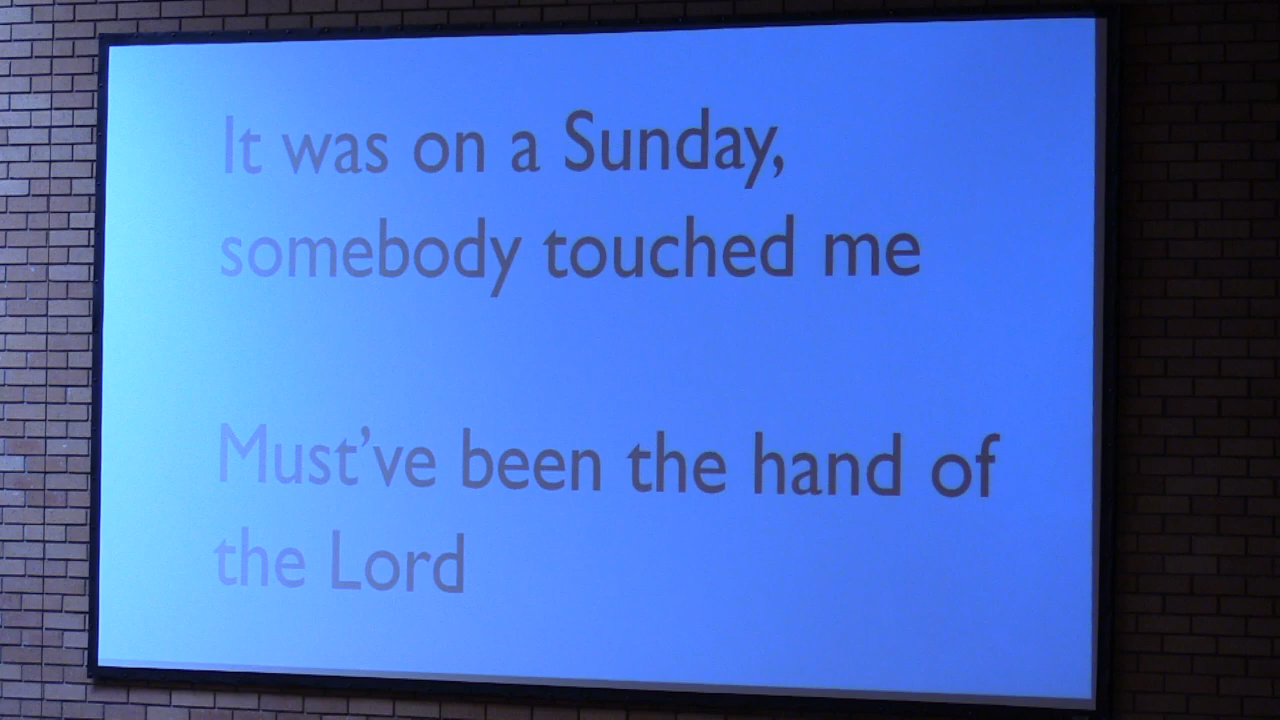 It was on a Sunday,
somebody touched me
Must’ve been the hand of
the Lord